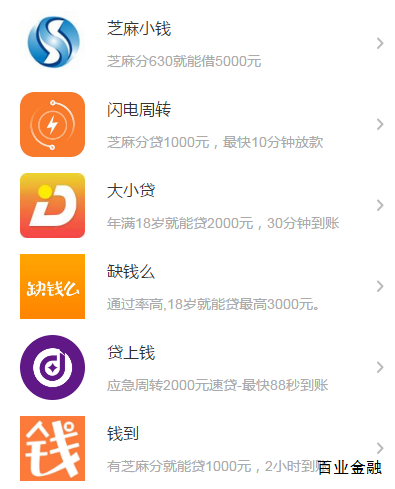 芝麻小钱
芝麻分630就能借5000元
闪电周转
芝麻分贷1000元，最快10分钟放款
大小贷
年满18岁就能贷2000元，30分钟到账
缺钱么
缺钱么
通过率高,18岁就能贷最高3000元。
贷上钱
应急周转2000元速贷-最快88秒到账
钱
钱到
有芝麻分就能贷1000元，2小时到账
百业金融